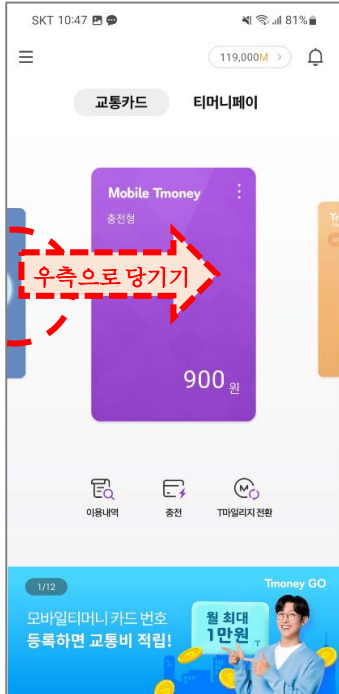 SKT 10:47
81%
119,000M >
교통카드 티머니페이
Mobile Tmoney
충전형
우측으로 당기기
900 원
이용내역 충전 T마일리지 전환
1/12
Tmoney GO
모바일티머니 카드 번호
등록하면 교통비 적립!
월 최대
1만원